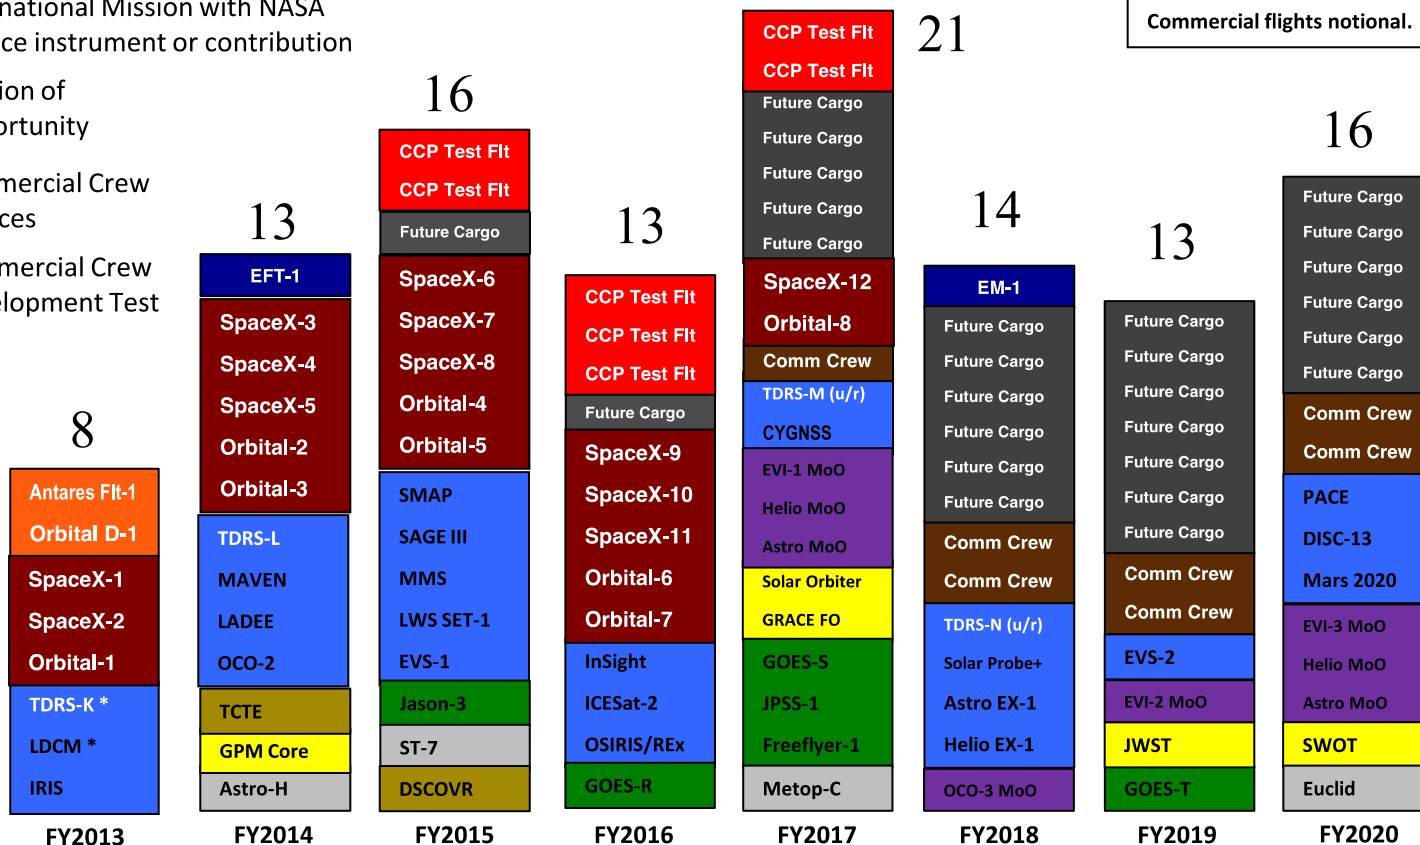 national Mission with NASA
ce instrument or contribution
ion of
ortunity
mercial Crew
ces
mercial Crew
elopment Test
Commercial flights notional.
8
Antares Flt-1
Orbital D-1
SpaceX-1
SpaceX-2
Orbital-1
TDRS-K *
LDCM *
IRIS
FY2013
13
EFT-1
SpaceX-3
SpaceX-4
SpaceX-5
Orbital-2
Orbital-3
TDRS-L
MAVEN
LADEE
OCO-2
TCTE
GPM Core
Astro-H
FY2014
16
CCP Test Flt
CCP Test Flt
Future Cargo
SpaceX-6
SpaceX-7
SpaceX-8
Orbital-4
Orbital-5
SMAP
SAGE III
MMS
LWS SET-1
EVS-1
Jason-3
ST-7
DSCOVR
FY2015
13
CCP Test Flt
CCP Test Flt
CCP Test Flt
Future Cargo
SpaceX-9
SpaceX-10
SpaceX-11
Orbital-6
Orbital-7
InSight
ICESat-2
OSIRIS/REx
GOES-R
FY2016
21
CCP Test Flt
CCP Test Flt
Future Cargo
Future Cargo
Future Cargo
Future Cargo
Future Cargo
SpaceX-12
Orbital-8
Comm Crew
TDRS-M (u/r)
CYGNSS
EVI-1 MoO
Helio MoO
Astro MoO
Solar Orbiter
GRACE FO
GOES-S
JPSS-1
Freeflyer-1
Metop-C
FY2017
14
EM-1
Future Cargo
Future Cargo
Future Cargo
Future Cargo
Future Cargo
Future Cargo
Comm Crew
Comm Crew
TDRS-N (u/r)
Solar Probe+
Astro EX-1
Helio EX-1
OCO-3 MoO
FY2018
13
Future Cargo
Future Cargo
Future Cargo
Future Cargo
Future Cargo
Future Cargo
Future Cargo
Comm Crew
Comm Crew
EVS-2
EVI-2 MoO
JWST
GOES-T
FY2019
16
Future Cargo
Future Cargo
Future Cargo
Future Cargo
Future Cargo
Future Cargo
Comm Crew
Comm Crew
PACE
DISC-13
Mars 2020
EVI-3 MoO
Helio MoO
Astro MoO
SWOT
Euclid
FY2020